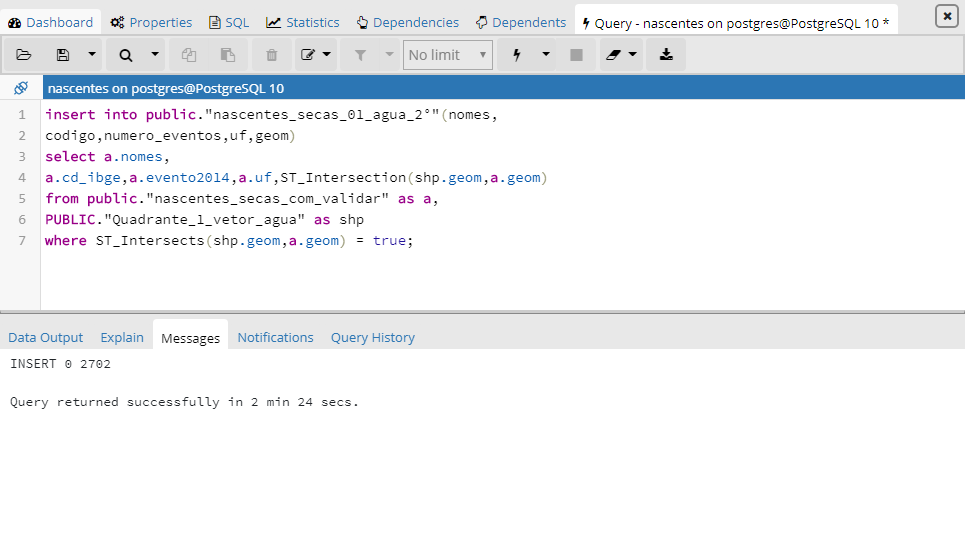 Dashboard Properties SQL Statistics Dependencies Dependents Query - nascentes on postgres@PostgreSQL 10 *
No limit
nascentes on postgres@PostgreSQL 10
1 insert into public."nascentes_secas_0l_agua_2°"(nomes,
2 codigo,numero_eventos,uf,geom)
3 select a.nomes,
4 a.cd_ibge,a.evento2014,a.uf,ST_Intersection(shp.geom,a.geom)
5 from public."nascentes_secas_com_validar" as a,
6 PUBLIC."Quadrante_l_vetor_agua" as shp
7 where ST_Intersects(shp.geom,a.geom) = true;
Data Output Explain Messages Notifications Query History
INSERT 0 2702
Query returned successfully in 2 min 24 secs.